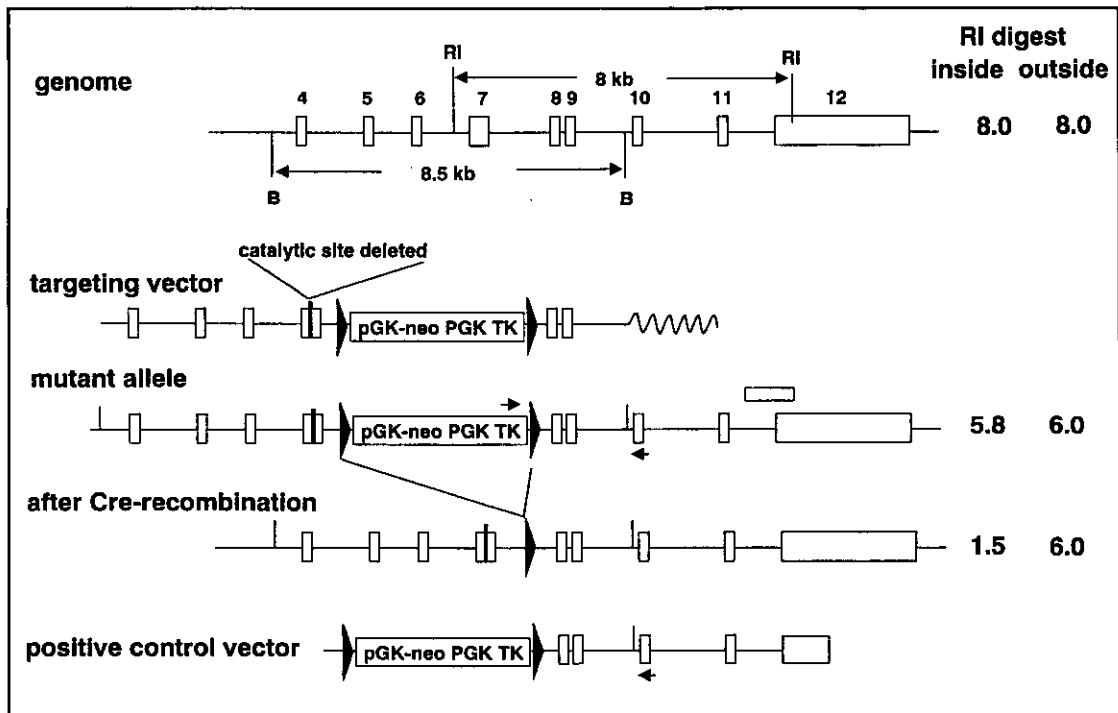 RI digest
inside outside
genome
RI
8 kb
RI
4 5 6 7 8 9 10 11 12
8.0 8.0
8.5 kb
B B
catalytic site deleted
targeting vector
pGK-neo PGK TK
mutant allele
pGK-neo PGK TK
5.8 6.0
after Cre-recombination
1.5 6.0
positive control vector
pGK-neo PGK TK